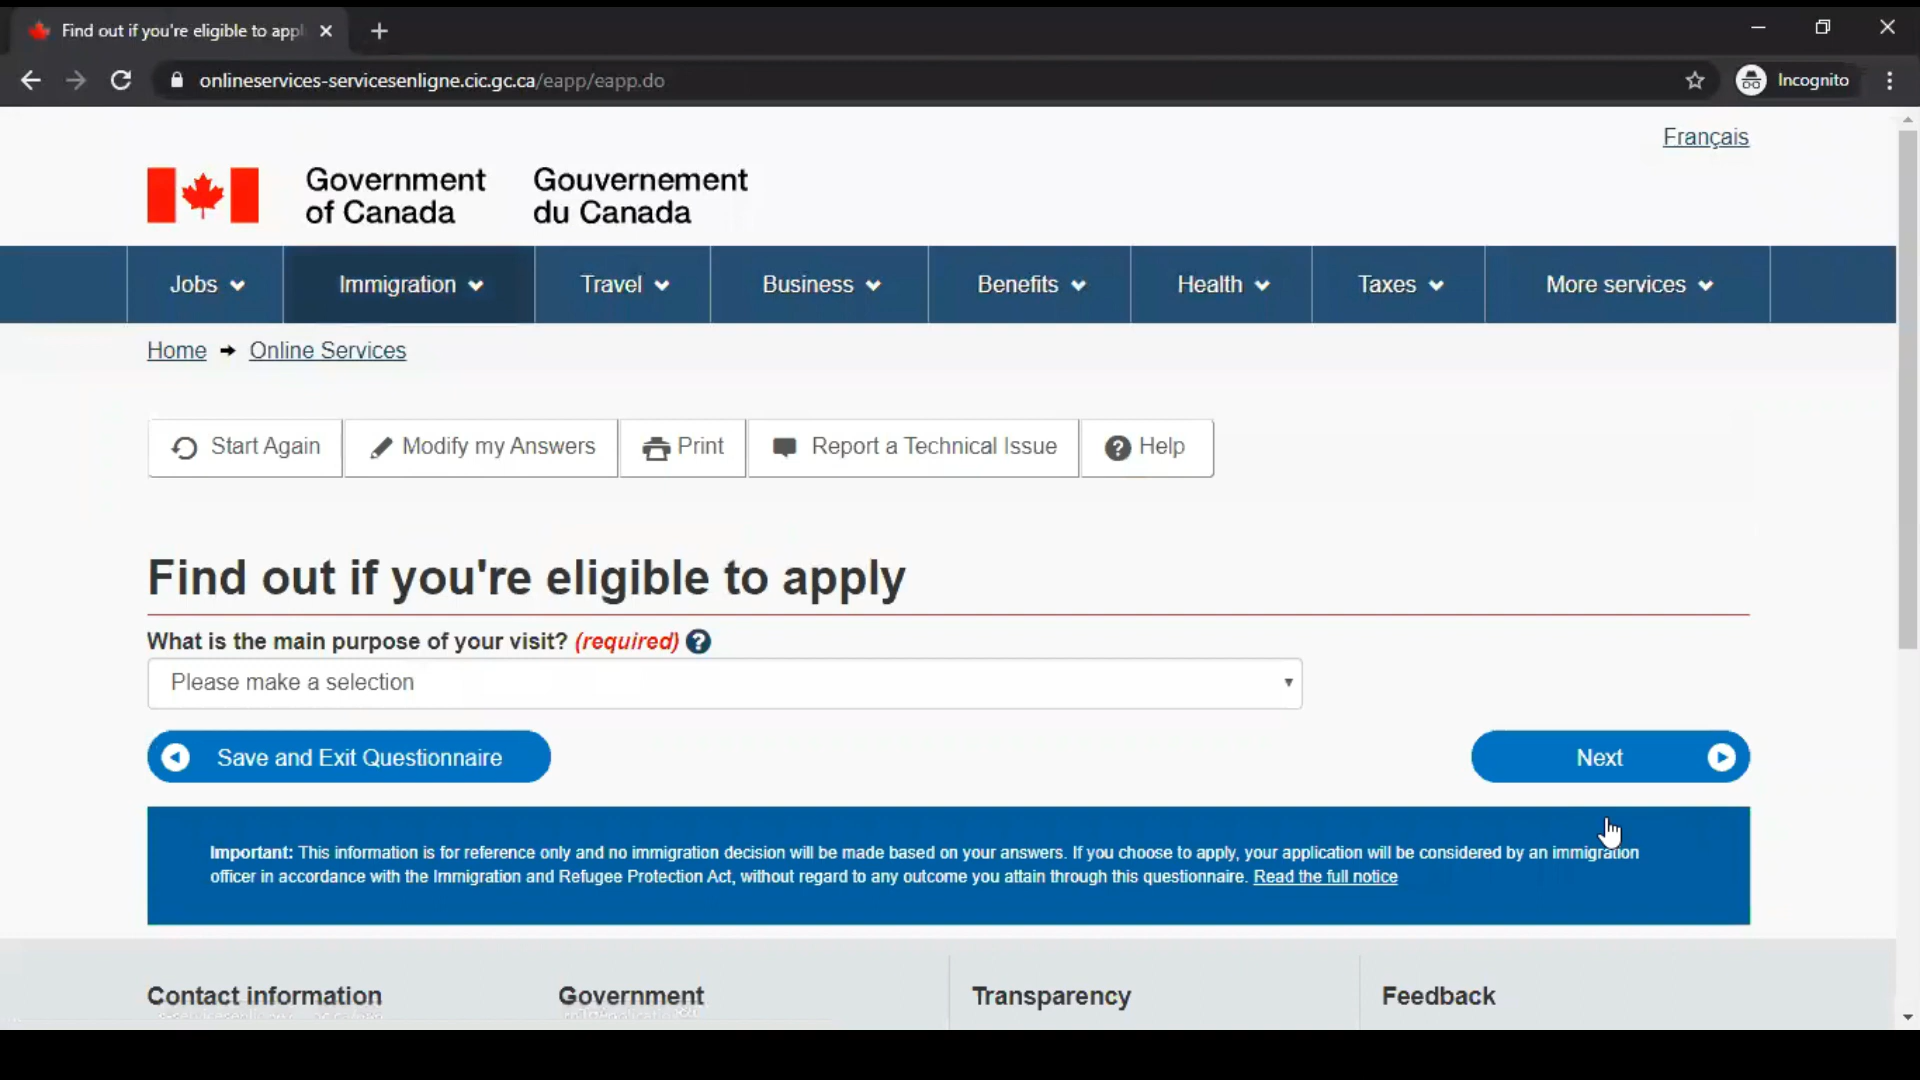 Find out if you're eligible to appl
onlineservices-servicesenligne.cic.gc.ca/eapp/eapp.do
Incognito
Français
Government of Canada
Gouvernement du Canada
Jobs
Immigration
Travel
Business
Benefits
Health
Taxes
More services
Home
Online Services
Start Again
Modify my Answers
Print
Report a Technical Issue
Help
Find out if you're eligible to apply
What is the main purpose of your visit? (required)
Please make a selection
Save and Exit Questionnaire
Next
Important: This information is for reference only and no immigration decision will be made based on your answers. If you choose to apply, your application will be considered by an immigration
officer in accordance with the Immigration and Refugee Protection Act, without regard to any outcome you attain through this questionnaire. Read the full notice
Contact information
Government
Transparency
Feedback